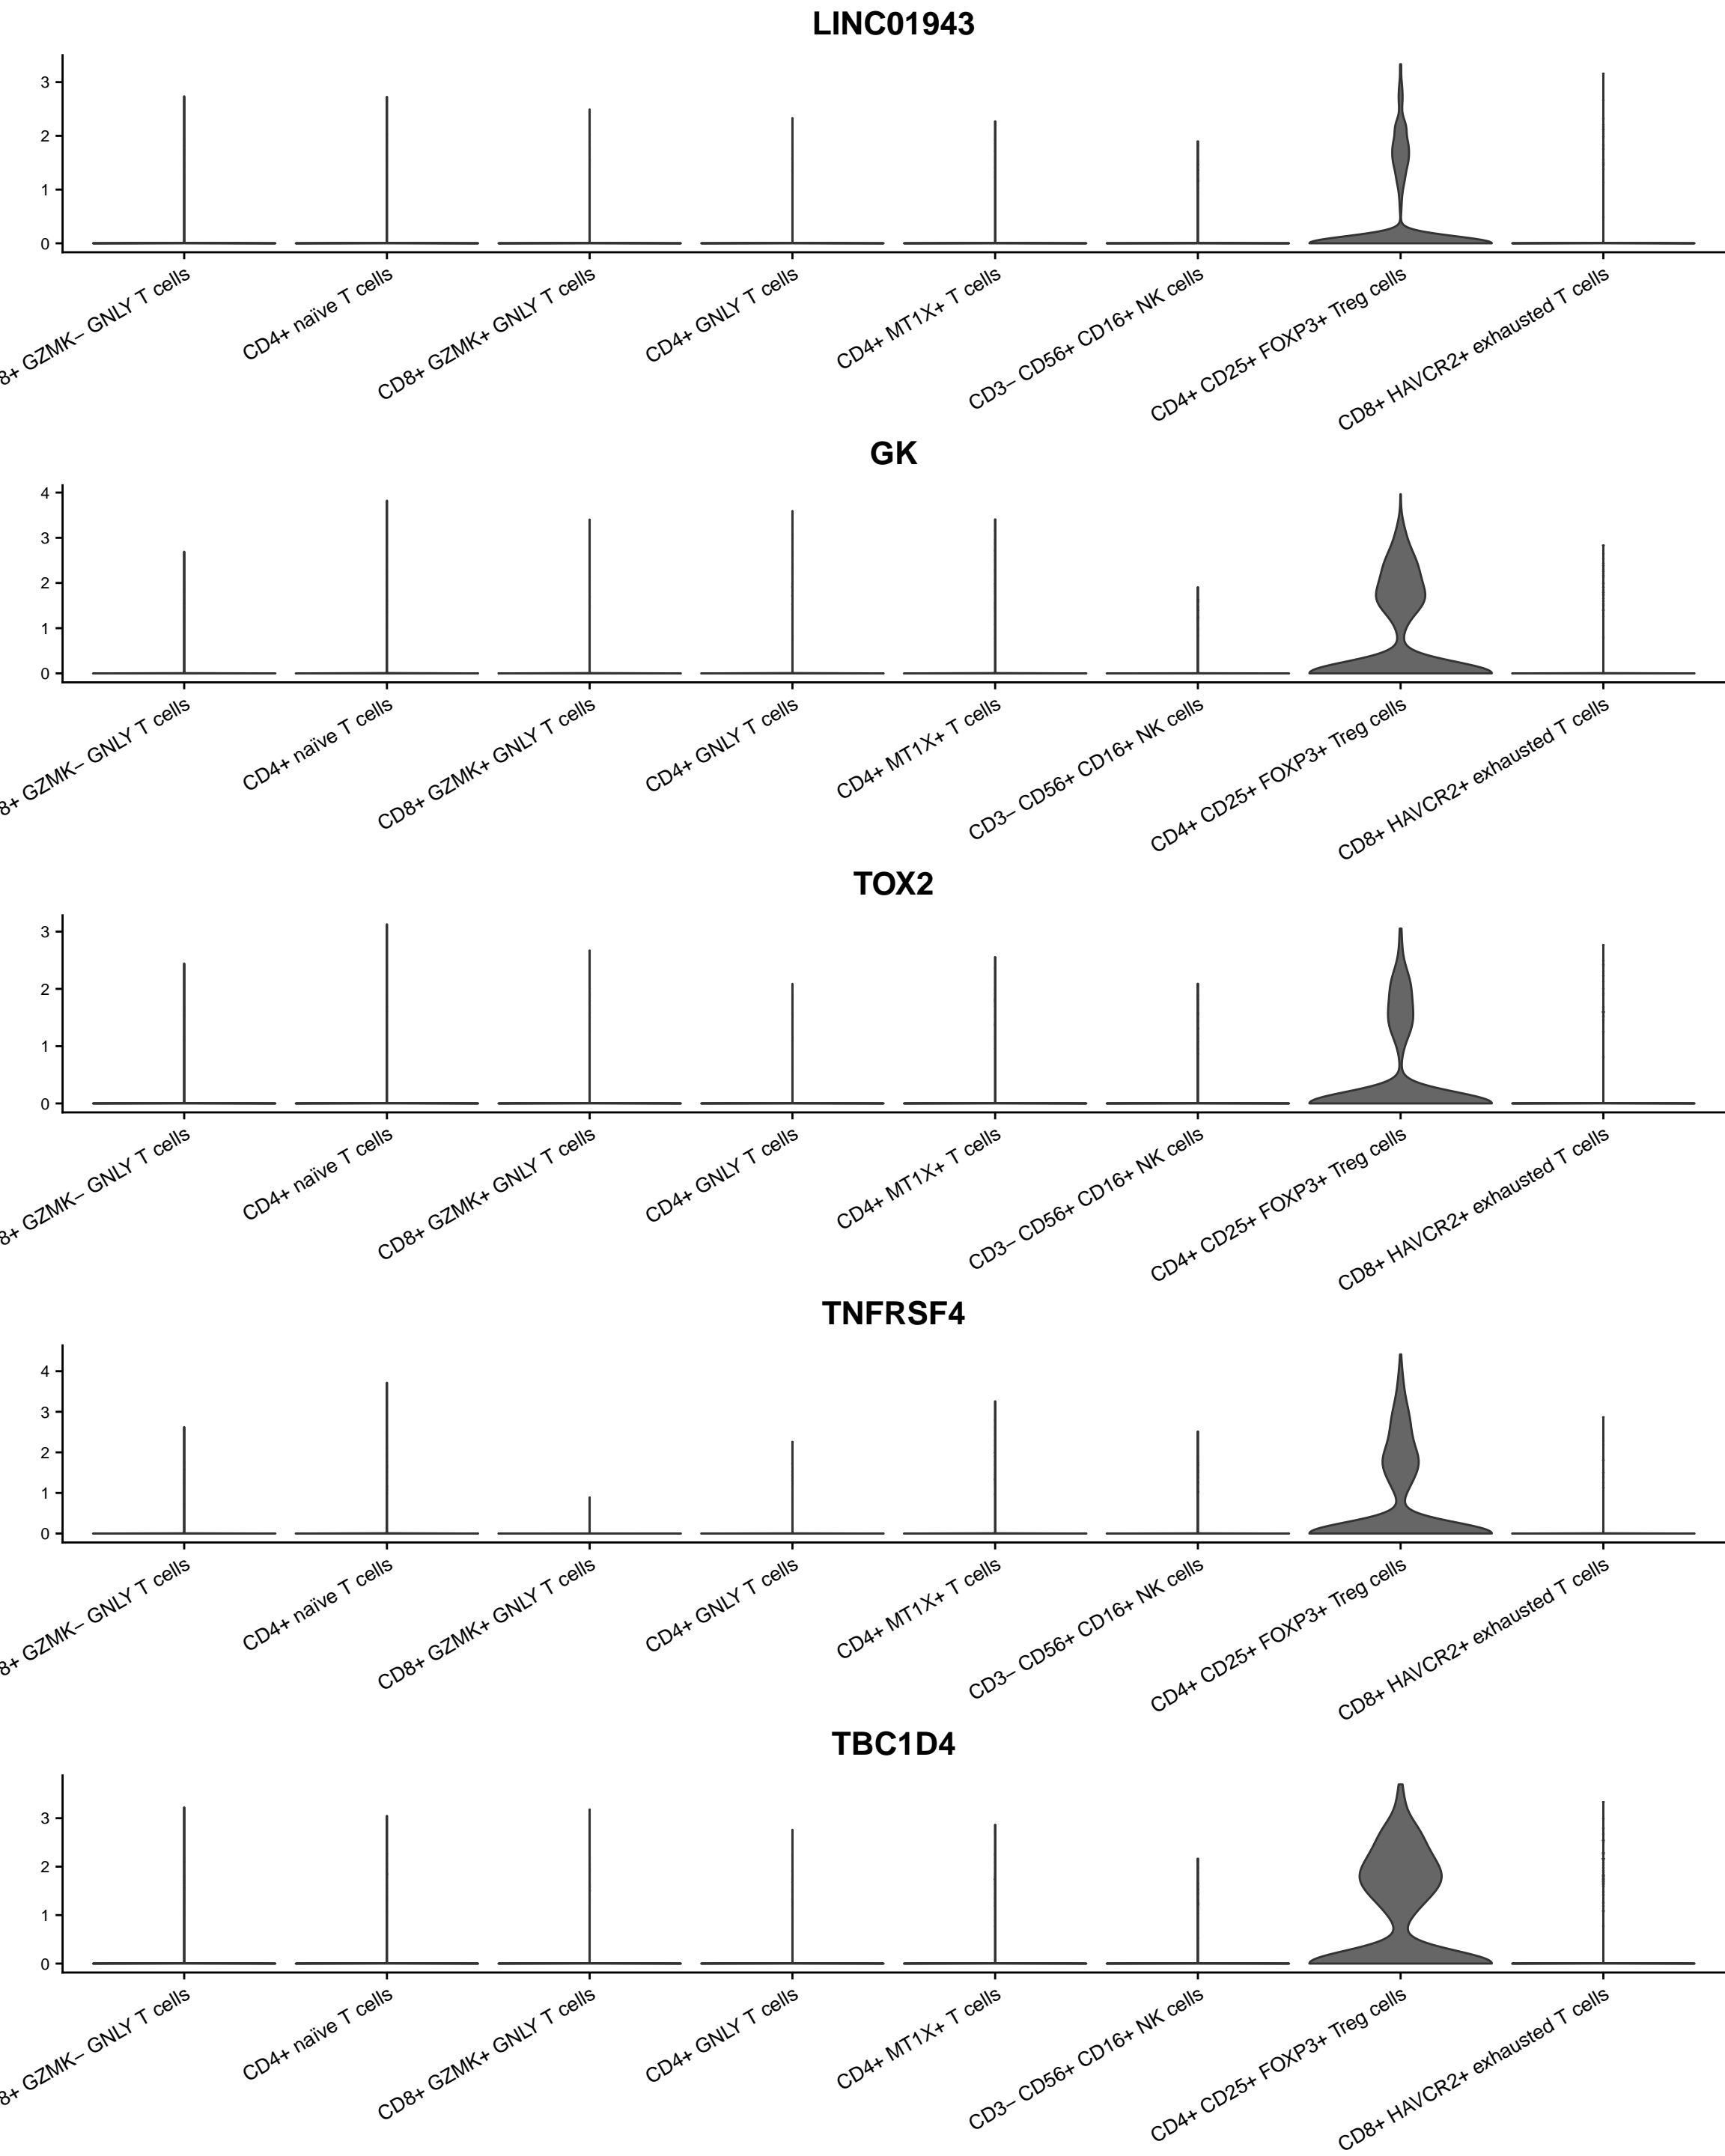 LINC01943
3
2
1
0
8+ GZMK– GNLY T cells
CD4+ naïve T cells
CD8+ GZMK+ GNLY T cells
CD4+ GNLY T cells
CD4+ MT1X+ T cells
CD3– CD56+ CD16+ NK cells
CD4+ CD25+ FOXP3+ Treg cells
CD8+ HAVCR2+ exhausted T cells
GK
4
3
2
1
0
8+ GZMK– GNLY T cells
CD4+ naïve T cells
CD8+ GZMK+ GNLY T cells
CD4+ GNLY T cells
CD4+ MT1X+ T cells
CD3– CD56+ CD16+ NK cells
CD4+ CD25+ FOXP3+ Treg cells
CD8+ HAVCR2+ exhausted T cells
TOX2
3
2
1
0
8+ GZMK– GNLY T cells
CD4+ naïve T cells
CD8+ GZMK+ GNLY T cells
CD4+ GNLY T cells
CD4+ MT1X+ T cells
CD3– CD56+ CD16+ NK cells
CD4+ CD25+ FOXP3+ Treg cells
CD8+ HAVCR2+ exhausted T cells
TNFRSF4
4
3
2
1
0
8+ GZMK– GNLY T cells
CD4+ naïve T cells
CD8+ GZMK+ GNLY T cells
CD4+ GNLY T cells
CD4+ MT1X+ T cells
CD3– CD56+ CD16+ NK cells
CD4+ CD25+ FOXP3+ Treg cells
CD8+ HAVCR2+ exhausted T cells
TBC1D4
3
2
1
0
8+ GZMK– GNLY T cells
CD4+ naïve T cells
CD8+ GZMK+ GNLY T cells
CD4+ GNLY T cells
CD4+ MT1X+ T cells
CD3– CD56+ CD16+ NK cells
CD4+ CD25+ FOXP3+ Treg cells
CD8+ HAVCR2+ exhausted T cells